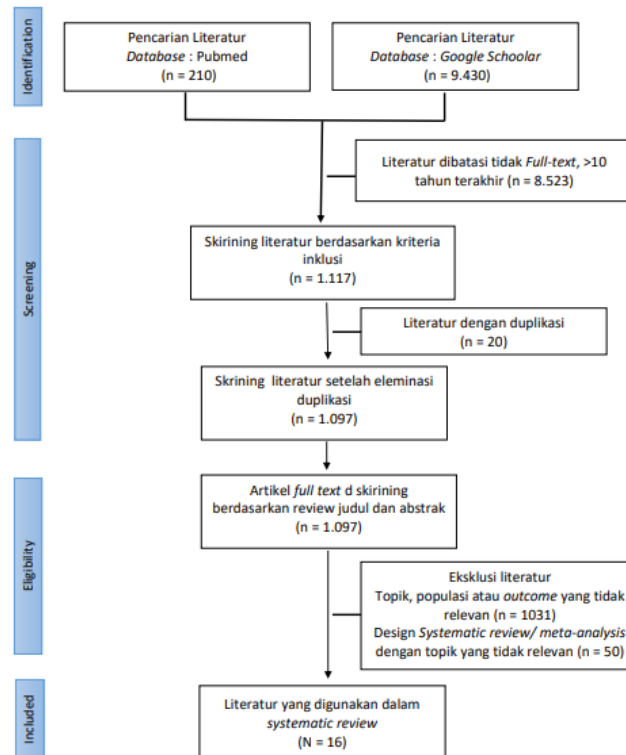 Identification
Pencarian Literatur
Database : Pubmed
(n = 210)
Pencarian Literatur
Database : Google Schoolar
(n = 9.430)
Screening
Literatur dibatasi tidak Full-text, >10
tahun terakhir (n = 8.523)
Skirining literatur berdasarkan kriteria
inklusi
(n = 1.117)
Literatur dengan duplikasi
(n = 20)
Skrining literatur setelah eleminasi
duplikasi
(n = 1.097)
Eligibility
Artikel full text d skirining
berdasarkan review judul dan abstrak
(n = 1.097)
Eksklusi literatur
Topik, populasi atau outcome yang tidak
relevan (n = 1031)
Design Systematic review/ meta-analysis
dengan topik yang tidak relevan (n = 50)
Included
Literatur yang digunakan dalam
systematic review
(N = 16)